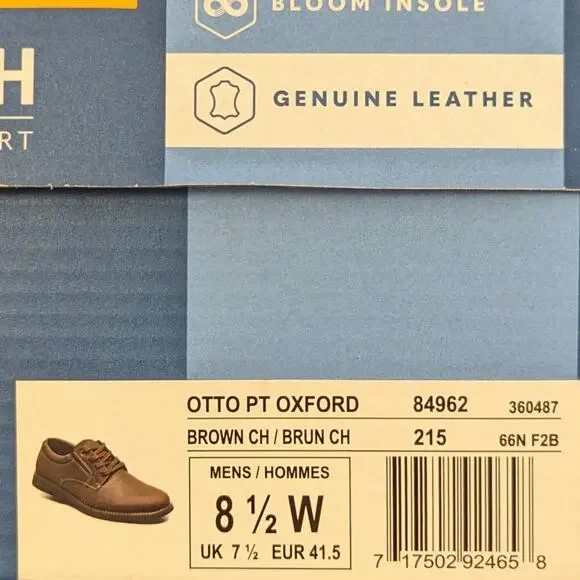 BLOOM INSOLE
H
RT
GENUINE LEATHER
OTTO PT OXFORD 84962 360487
BROWN CH / BRUN CH 215 66N F2B
MENS / HOMMES
8 ½ W
UK 7 ½ EUR 41.5
7 17502 92465 8